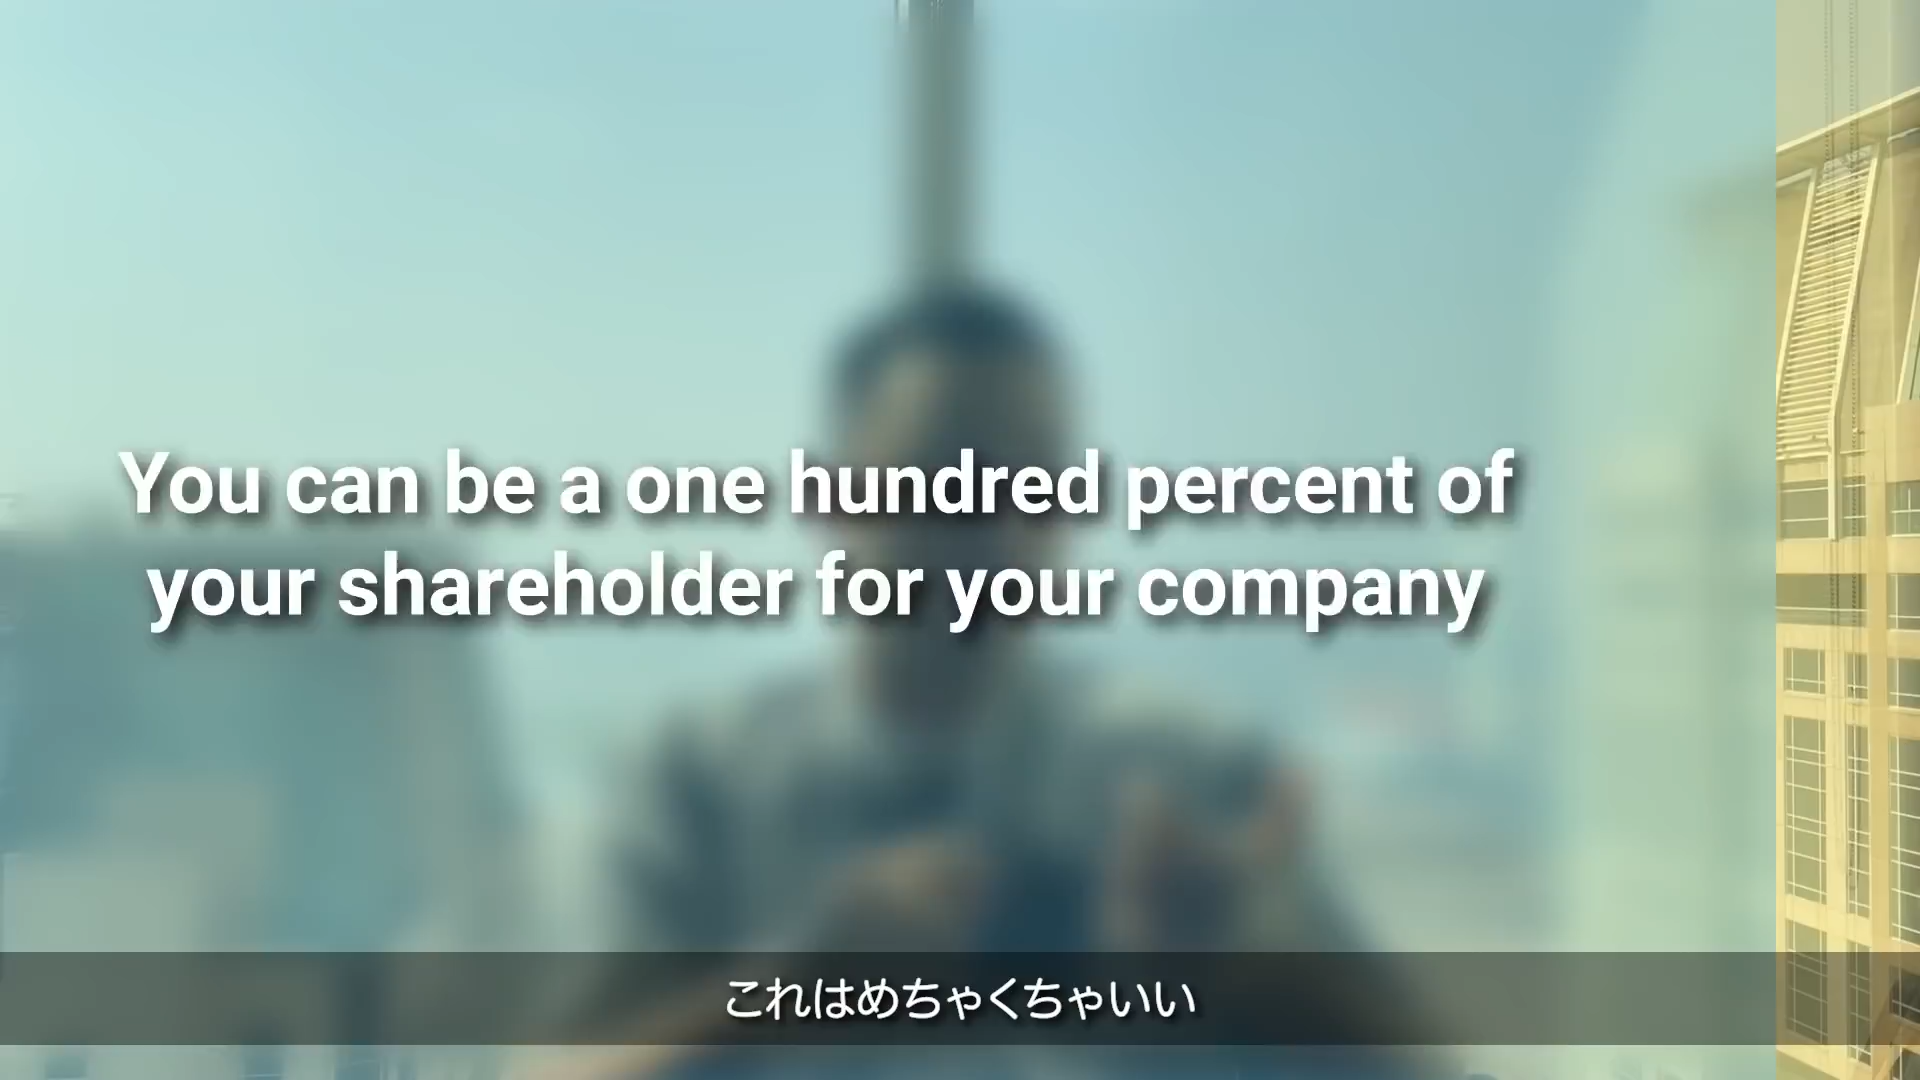 You can be a one hundred percent of
your shareholder for your company
これはめちゃくちゃいい